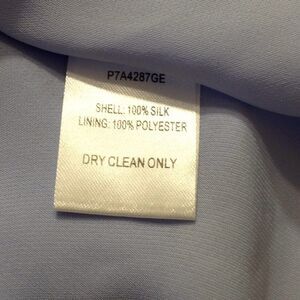 P7A4287GE
SHELL: 100% SILK
LINING: 100% POLYESTER
DRY CLEAN ONLY